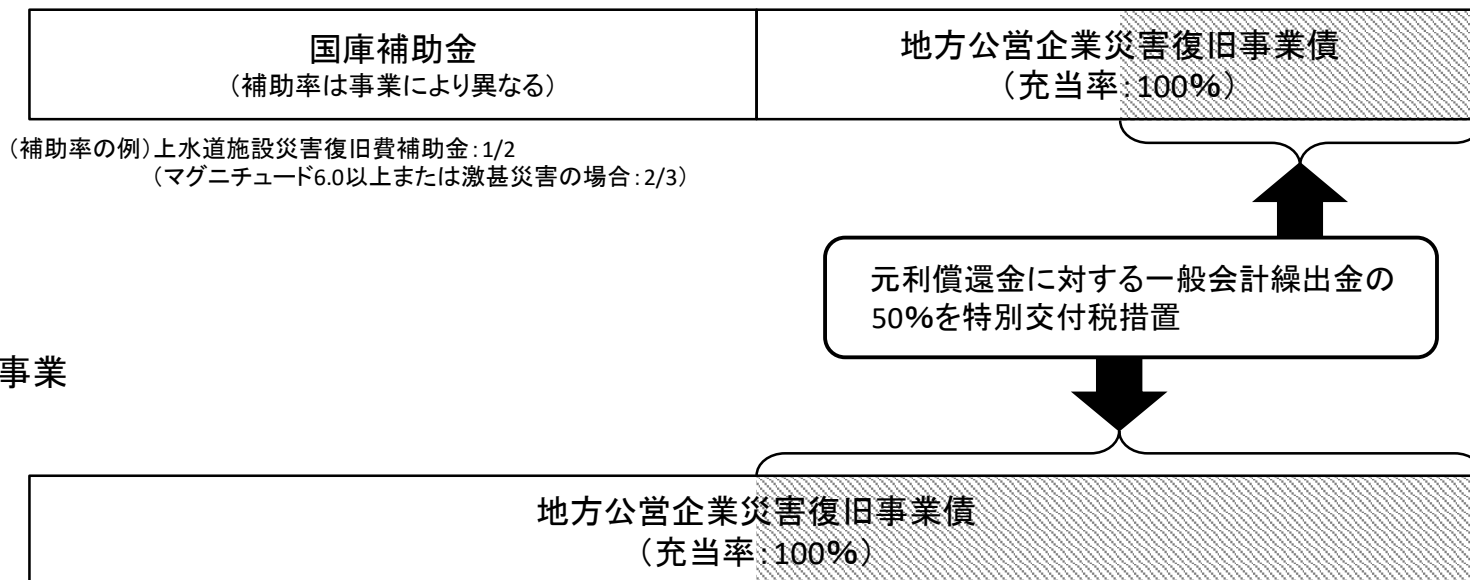 国庫補助金
（補助率は事業により異なる）
地方公営企業災害復旧事業債
（充当率：100%）
（補助率の例）上水道施設災害復旧費補助金：1/2
（マグニチュード6.0以上または激甚災害の場合：2/3）
元利償還金に対する一般会計繰出金の
50%を特別交付税措置
事業
地方公営企業災害復旧事業債
（充当率：100%）